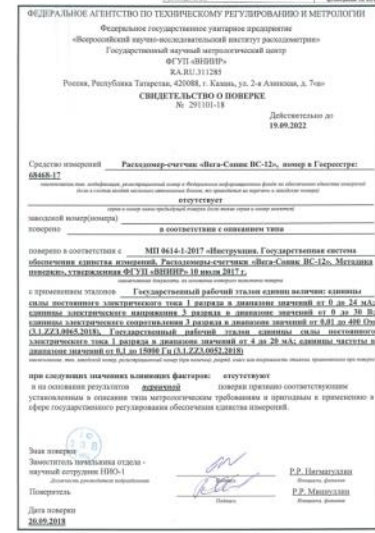 ФЕДЕРАЛЬНОЕ АГЕНТСТВО ПО ТЕХНИЧЕСКОМУ РЕГУЛИРОВАНИЮ И МЕТРОЛОГИИ
Федеральное государственное унитарное предприятие
«Всероссийский научно-исследовательский институт расходометрии»
Государственный научный метрологический центр
ФГУП «ВНИИР»
RA.RU.311285
Россия, Республика Татарстан, 420088, г. Казань, ул. 2-я Азинская, д. 7«а»
СВИДЕТЕЛЬСТВО О ПОВЕРКЕ
№ 291101-18
Действительно до
19.09.2022
Средство измерений Расходомер-счетчик «Вега-Соник ВС-12», номер в Госреестре:
68468-17
отсутствует
заводской номер(номера)
поверено в соответствии с описанием типа
поверено в соответствии с МП 0614-1-2017 «Инструкция. Государственная система
обеспечения единства измерений. Расходомеры-счетчики «Вега-Соник ВС-12». Методика
поверки», утвержденная ФГУП «ВНИИР» 10 июля 2017 г.
с применением эталонов Государственный рабочий эталон единиц величин: единицы
силы постоянного электрического тока 1 разряда в диапазоне значений от 0 до 24 мА;
единицы электрического напряжения 3 разряда в диапазоне значений от 0 до 30 В;
единицы электрического сопротивления 3 разряда в диапазоне значений от 0,01 до 400 Ом
(3.1.ZZЗ.0065.2018), Государственный рабочий эталон единицы силы постоянного
электрического тока 1 разряда в диапазоне от 4 до 20 мА; единицы частоты в
диапазоне значений от 0,1 до 15000 Гц (3.1.ZZЗ.0052.2018)
при следующих значениях влияющих факторов: отсутствуют
и на основании результатов первичной поверки признано соответствующим
установленным в описании типа метрологическим требованиям и пригодным к применению в
сфере государственного регулирования обеспечения единства измерений.
Знак поверки
Заместитель начальника отдела -
научный сотрудник НИО-1
Р.Р. Нигматуллин
Подпись
Поверитель
Р.Р. Миннуллин
Подпись
Дата поверки
20.09.2018